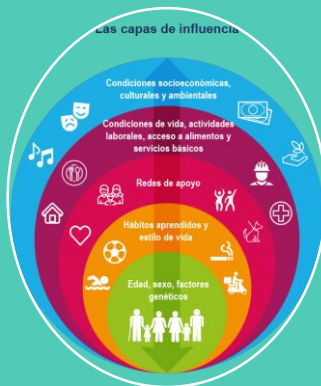 Las capas de influencia
Condiciones socioeconómicas,
culturales y ambientales
Condiciones de vida, actividades
laborales, acceso a alimentos y
servicios básicos
Redes de apoyo
Hábitos aprendidos y
estilo de vida
Edad, sexo, factores
genéticos